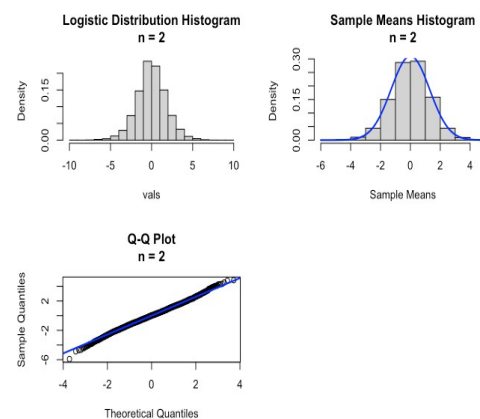 Logistic Distribution Histogram
n = 2
Density
0.00
0.15
-10 -5 0 5 10
vals
Sample Means Histogram
n = 2
Density
0.00
0.15
0.30
-6 -4 -2 0 2 4
Sample Means
Q-Q Plot
n = 2
Sample Quantiles
-6
-2
2
-4 -2 0 2 4
Theoretical Quantiles